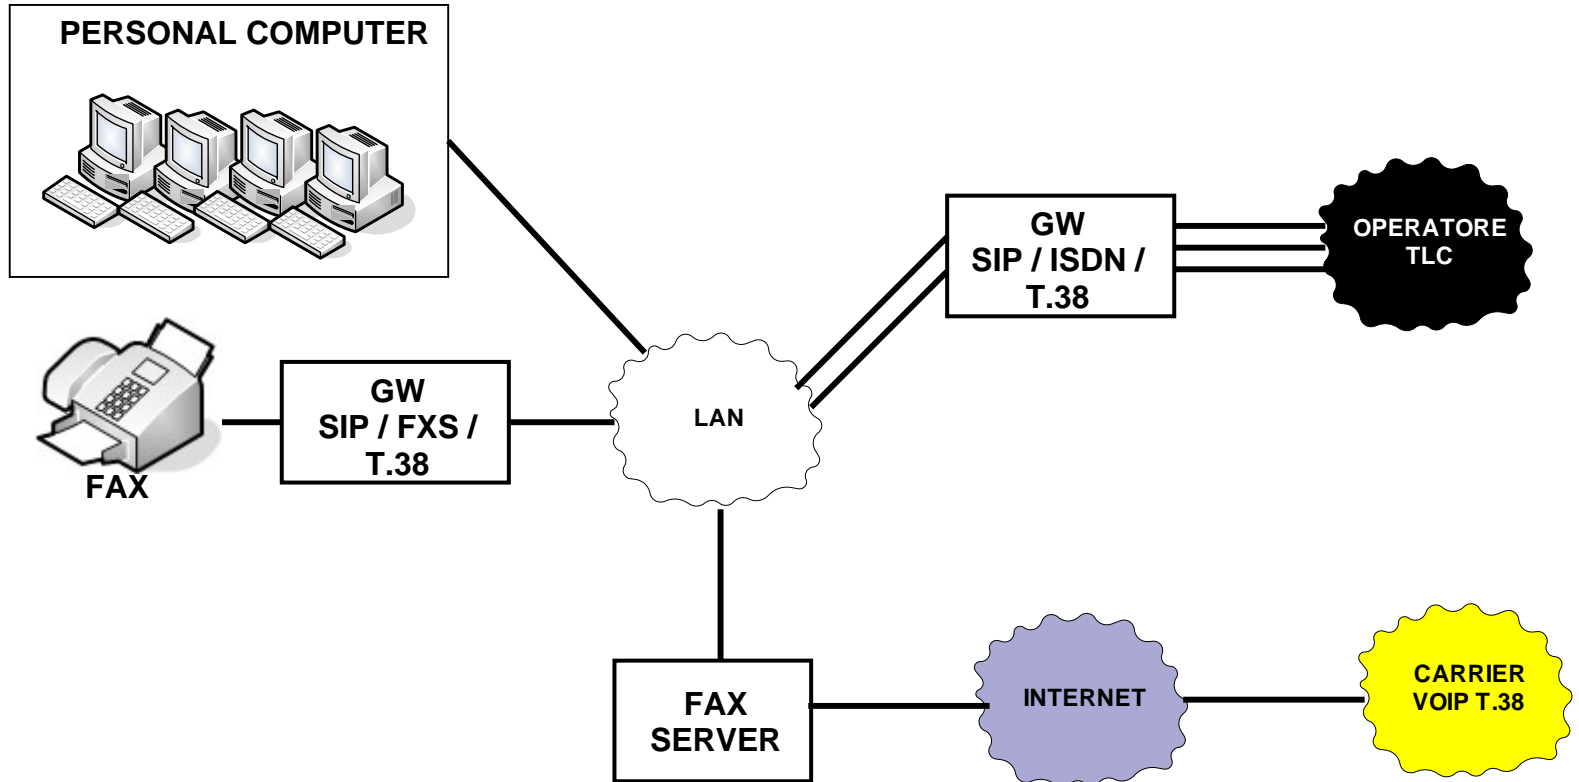 PERSONAL COMPUTER
GW
SIP / ISDN /
T.38
OPERATORE
TLC
FAX
GW
SIP / FXS /
T.38
LAN
FAX
SERVER
INTERNET
CARRIER
VOIP T.38